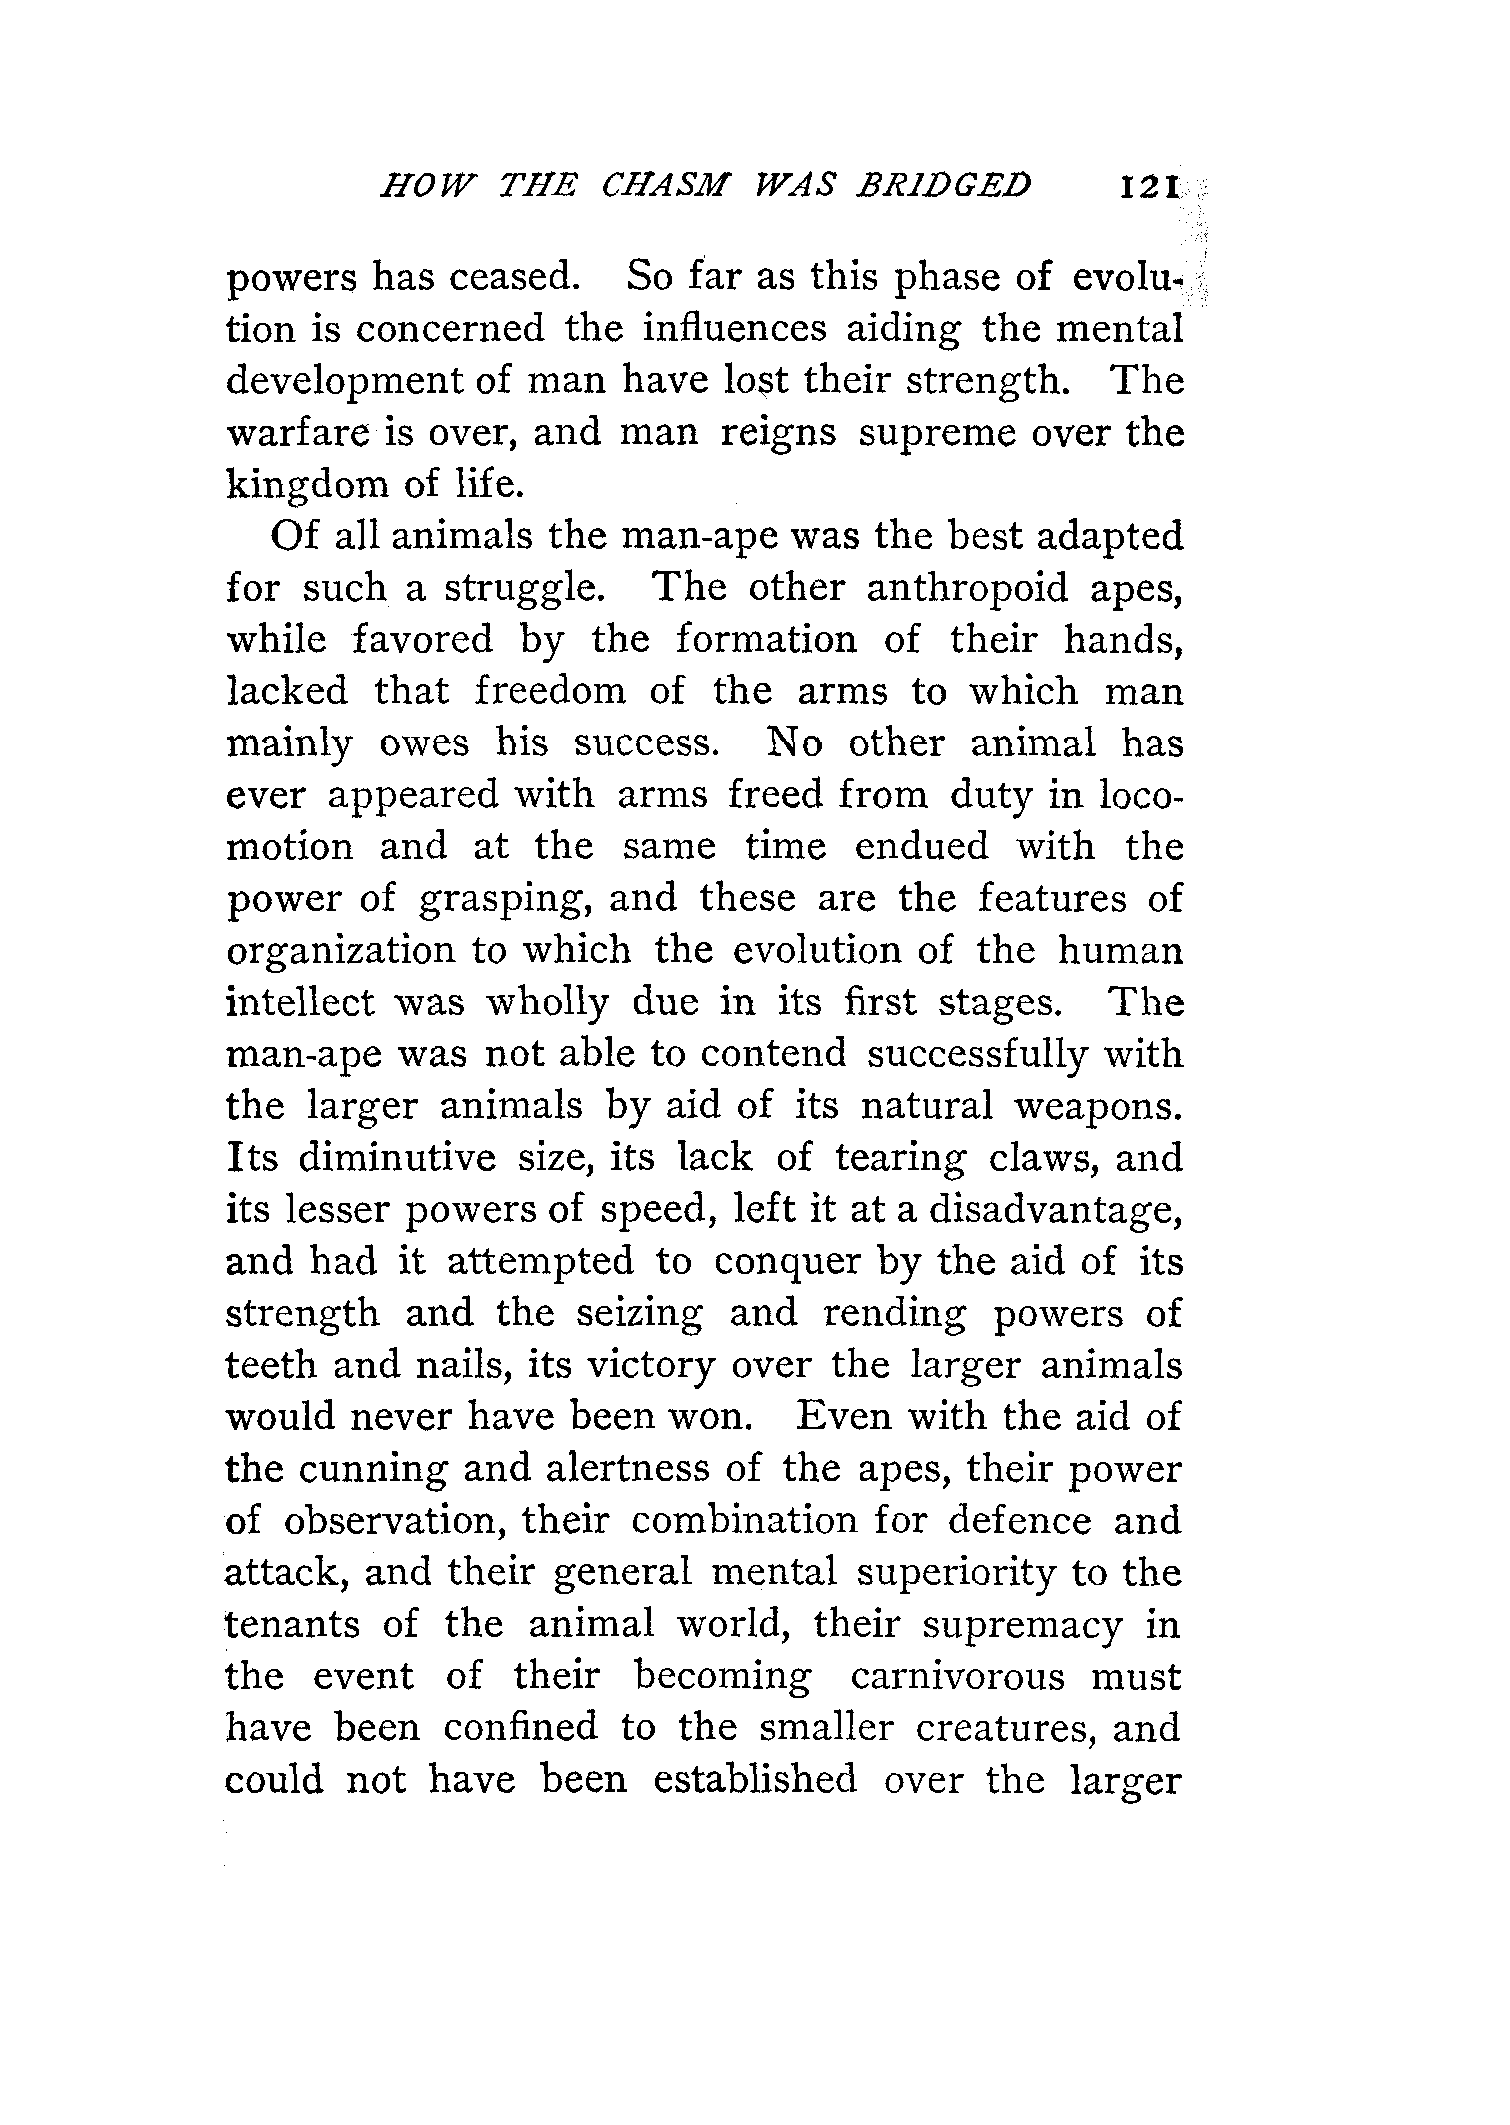 HOW THE CHASM WAS BRIDGED 121
powers has ceased. So far as this phase of evolu-
tion is concerned the influences aiding the mental
development of man have lost their strength. The
warfare is over, and man reigns supreme over the
kingdom of life.
Of all animals the man-ape was the best adapted
for such a struggle. The other anthropoid apes,
while favored by the formation of their hands,
lacked that freedom of the arms to which man
mainly owes his success. No other animal has
ever appeared with arms freed from duty in loco-
motion and at the same time endued with the
power of grasping, and these are the features of
organization to which the evolution of the human
intellect was wholly due in its first stages. The
man-ape was not able to contend successfully with
the larger animals by aid of its natural weapons.
Its diminutive size, its lack of tearing claws, and
its lesser powers of speed, left it at a disadvantage,
and had it attempted to conquer by the aid of its
strength and the seizing and rending powers of
teeth and nails, its victory over the larger animals
would never have been won. Even with the aid of
the cunning and alertness of the apes, their power
of observation, their combination for defence and
attack, and their general mental superiority to the
tenants of the animal world, their supremacy in
the event of their becoming carnivorous must
have been confined to the smaller creatures, and
could not have been established over the larger